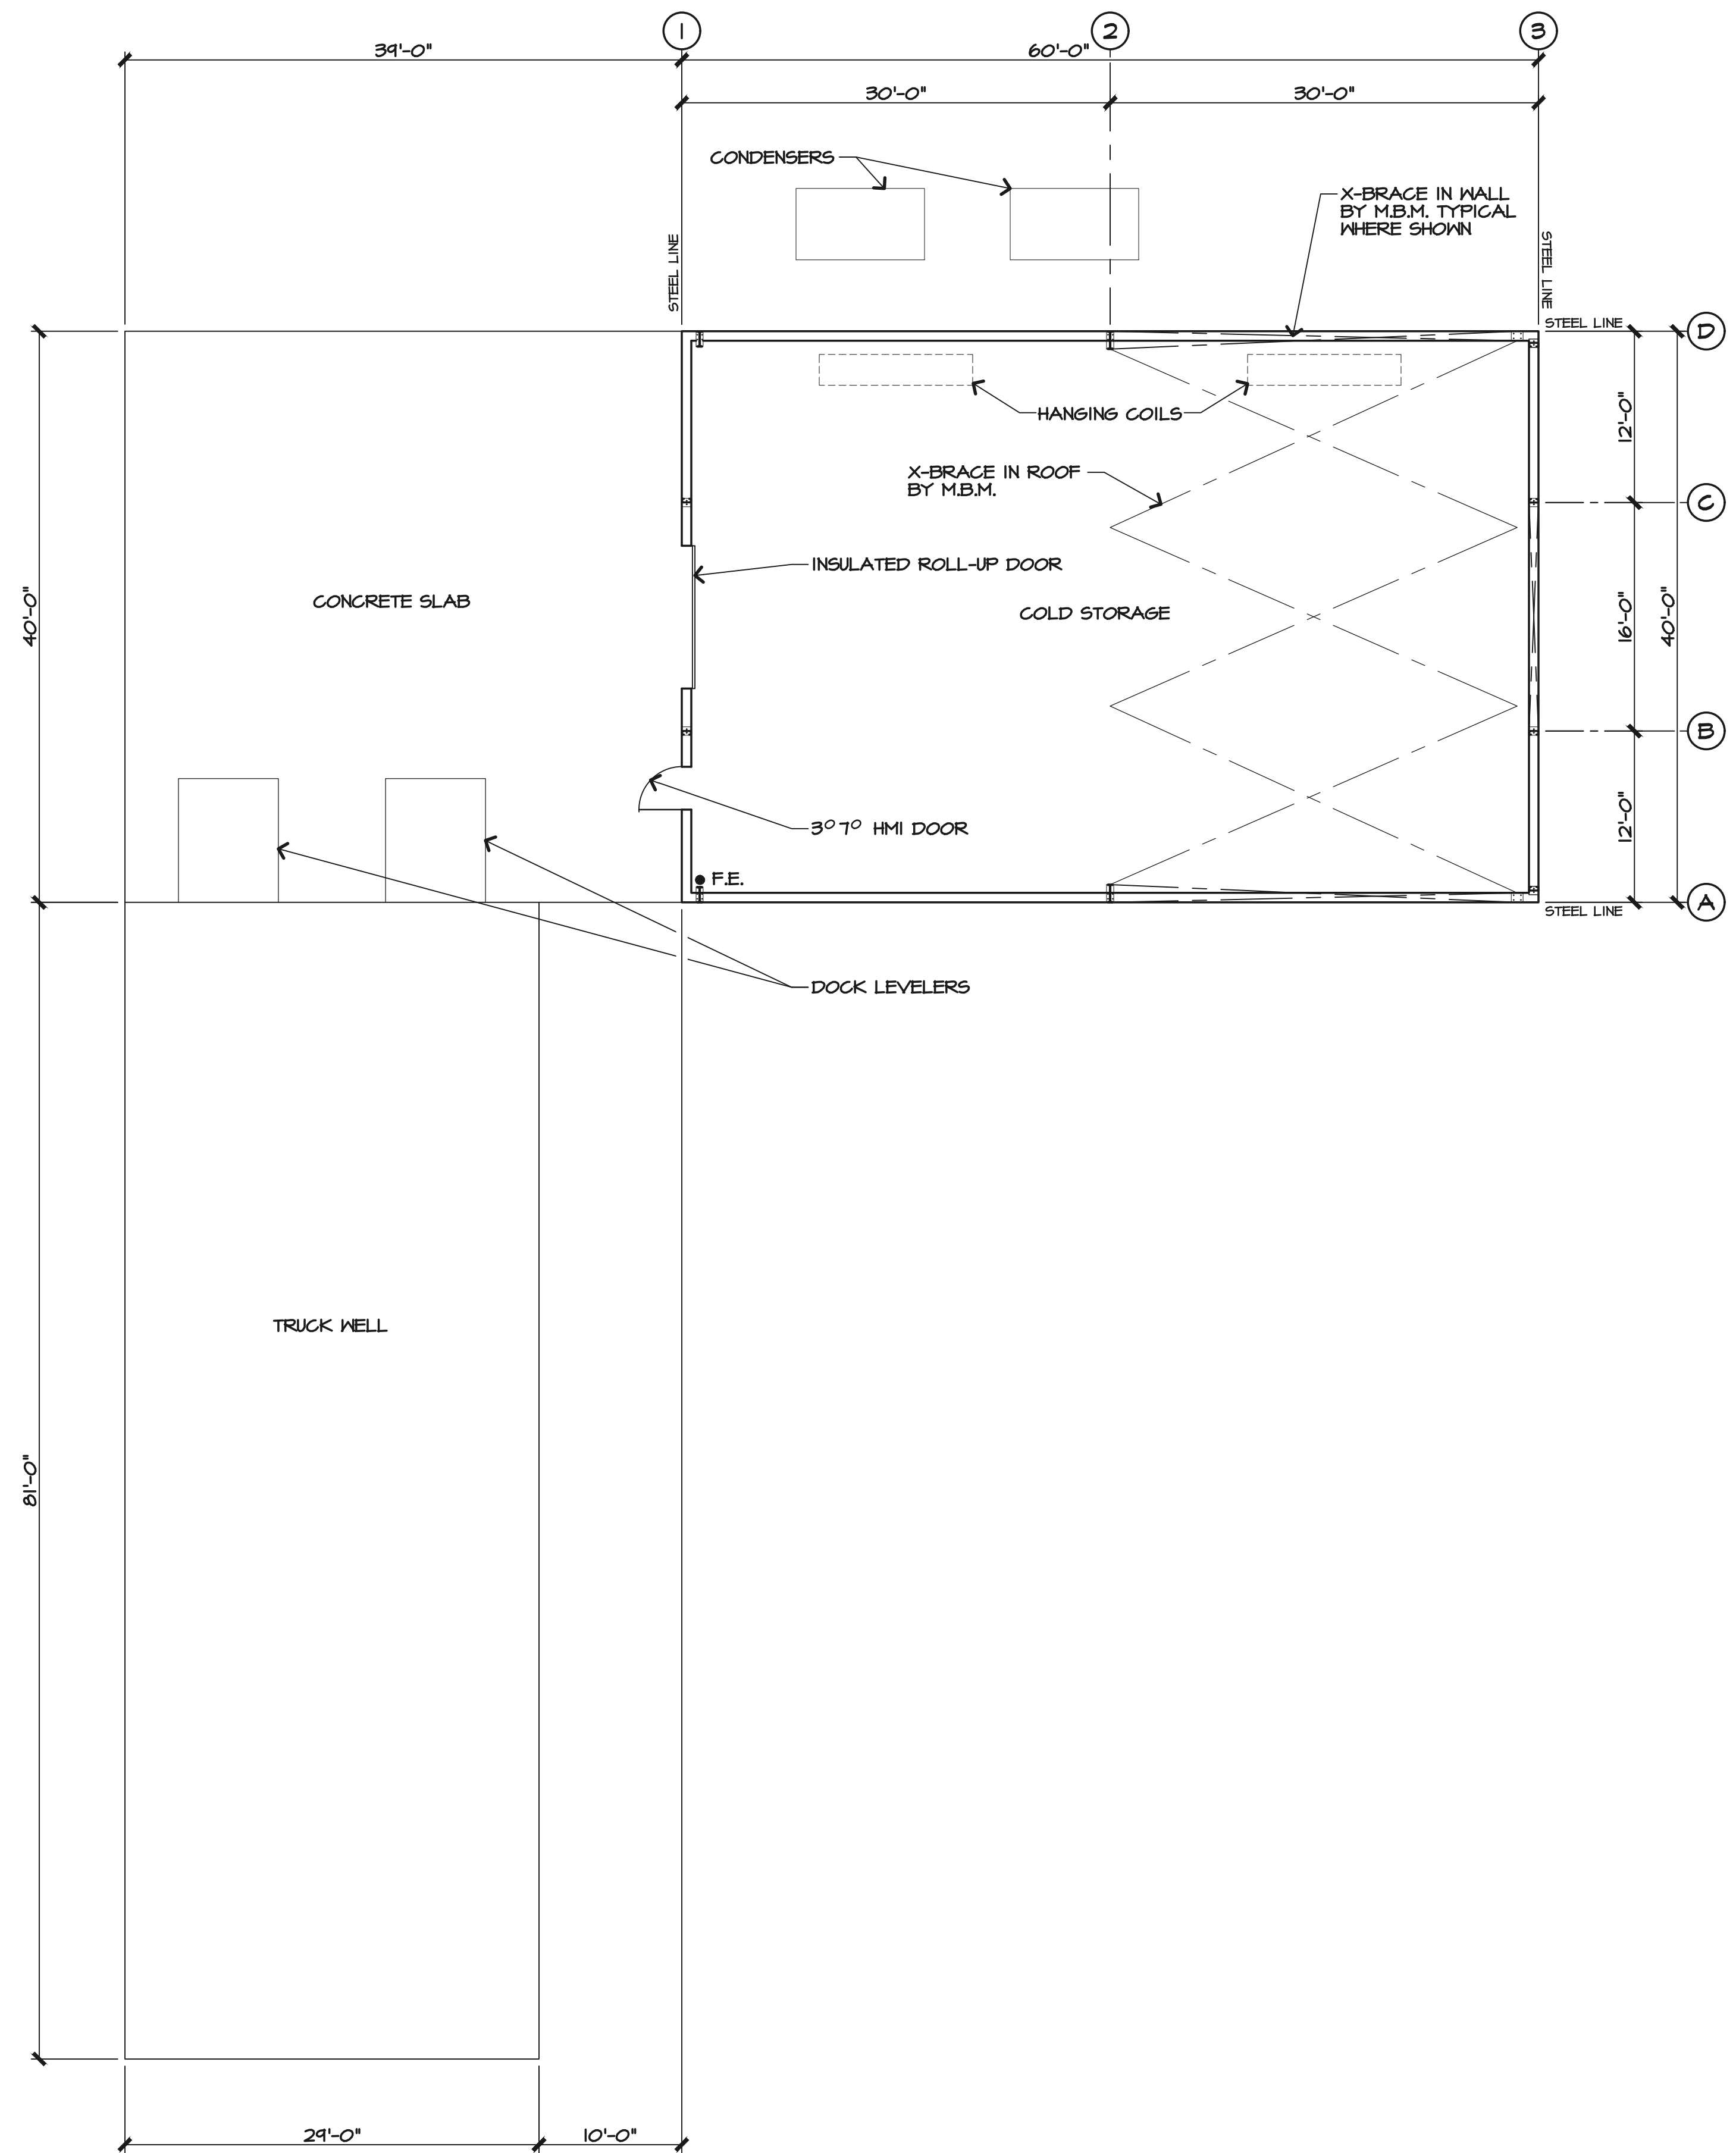 1
2
3
39'-0"
60'-0"
30'-0"
30'-0"
CONDENSERS
X-BRACE IN WALL
BY M.B.M. TYPICAL
WHERE SHOWN
STEEL LINE
STEEL LINE
STEEL LINE
D
12'-0"
HANGING COILS
X-BRACE IN ROOF
BY M.B.M.
C
INSULATED ROLL-UP DOOR
CONCRETE SLAB
COLD STORAGE
40'-0"
16'-0"
40'-0"
B
3⁰ 7⁰ HMI DOOR
12'-0"
F.E.
A
STEEL LINE
DOCK LEVELERS
TRUCK WELL
81'-0"
29'-0"
10'-0"